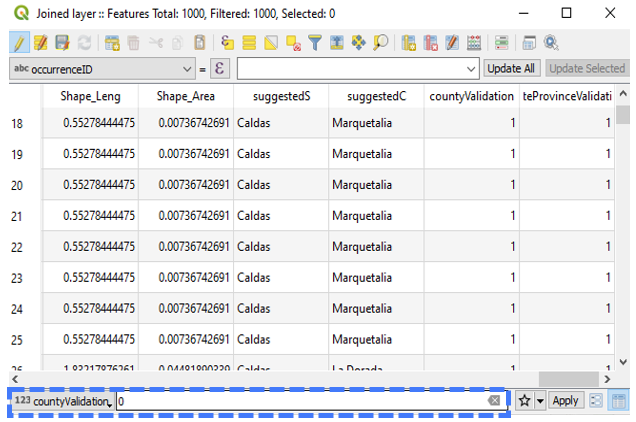 Joined layer :: Features Total: 1000, Filtered: 1000, Selected: 0
abc occurrenceID = ε Update All Update Selected
Shape_Leng Shape_Area suggestedS suggestedC countyValidation teProvinceValidati
18 0.55278444475 0.00736742691 Caldas Marquetalia 1 1
19 0.55278444475 0.00736742691 Caldas Marquetalia 1 1
20 0.55278444475 0.00736742691 Caldas Marquetalia 1 1
21 0.55278444475 0.00736742691 Caldas Marquetalia 1 1
22 0.55278444475 0.00736742691 Caldas Marquetalia 1 1
23 0.55278444475 0.00736742691 Caldas Marquetalia 1 1
24 0.55278444475 0.00736742691 Caldas Marquetalia 1 1
25 0.55278444475 0.00736742691 Caldas Marquetalia 1 1
26 1.83217876261 0.04481890339 Caldas La Dorada 1 1
123 countyValidation 0 Apply